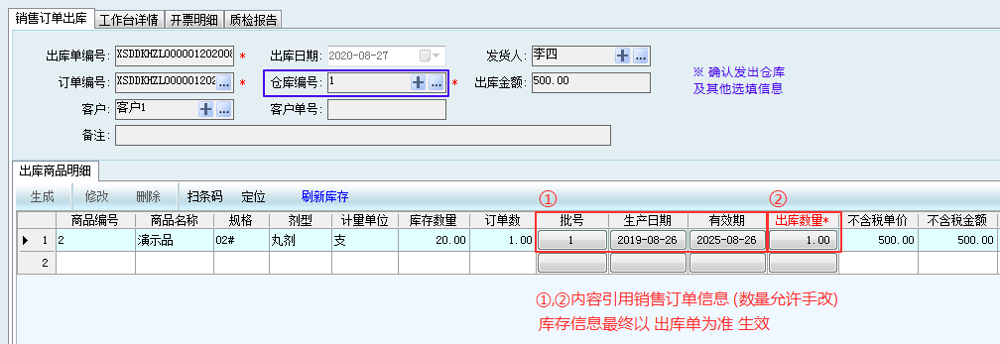 销售订单出库 工作台详情 开票明细 质检报告
出库单编号: XSDDKHZL000001202008 * 出库日期: 2020-08-27 发货人: 李四
订单编号: XSDDKHZL000001202 ... * 仓库编号: 1 ... * 出库金额: 500.00
※ 确认发出仓库
及其他选填信息
客户: 客户1 ... 客户单号:
备注:
出库商品明细
生成 修改 删除 扫条码 定位 刷新库存
① ②
商品编号 商品名称 规格 剂型 计量单位 库存数量 订单数 批号 生产日期 有效期 出库数量* 不含税单价 不含税金额
1 2 演示品 02# 丸剂 支 20.00 1.00 1 2019-08-26 2025-08-26 1.00 500.00 500.00
2
①,②内容引用销售订单信息 (数量允许手改)
库存信息最终以 出库单为准 生效